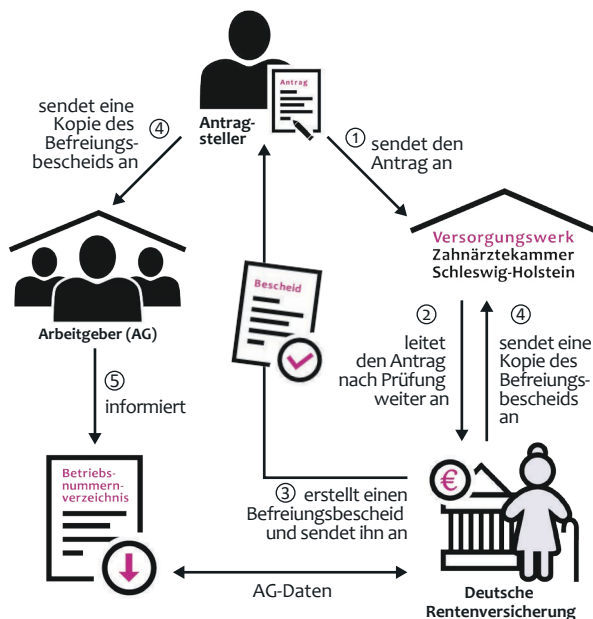 Antrag
Antrag-
steller
sendet eine
Kopie des
Befreiungs-
bescheids an
④
① sendet den
Antrag an
Versorgungswerk
Zahnärztekammer
Schleswig-Holstein
Arbeitgeber (AG)
Bescheid
②
leitet
den Antrag
nach Prüfung
weiter an
④
sendet eine
Kopie des
Befreiungs-
bescheids
an
⑤
informiert
Betriebs-
nummern-
verzeichnis
③ erstellt einen
Befreiungsbescheid
und sendet ihn an
€
AG-Daten
Deutsche
Rentenversicherung